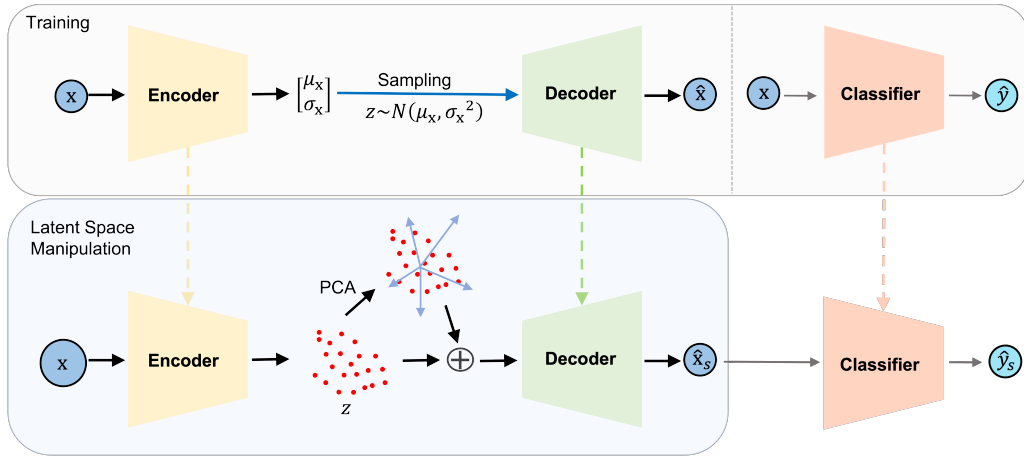 Training
x
Encoder
[μₓ
σₓ]
Sampling
z~N(μₓ, σₓ²)
Decoder
x̂
x
Classifier
ŷ
Latent Space
Manipulation
PCA
x
Encoder
z
Decoder
x̂ₛ
Classifier
ŷₛ